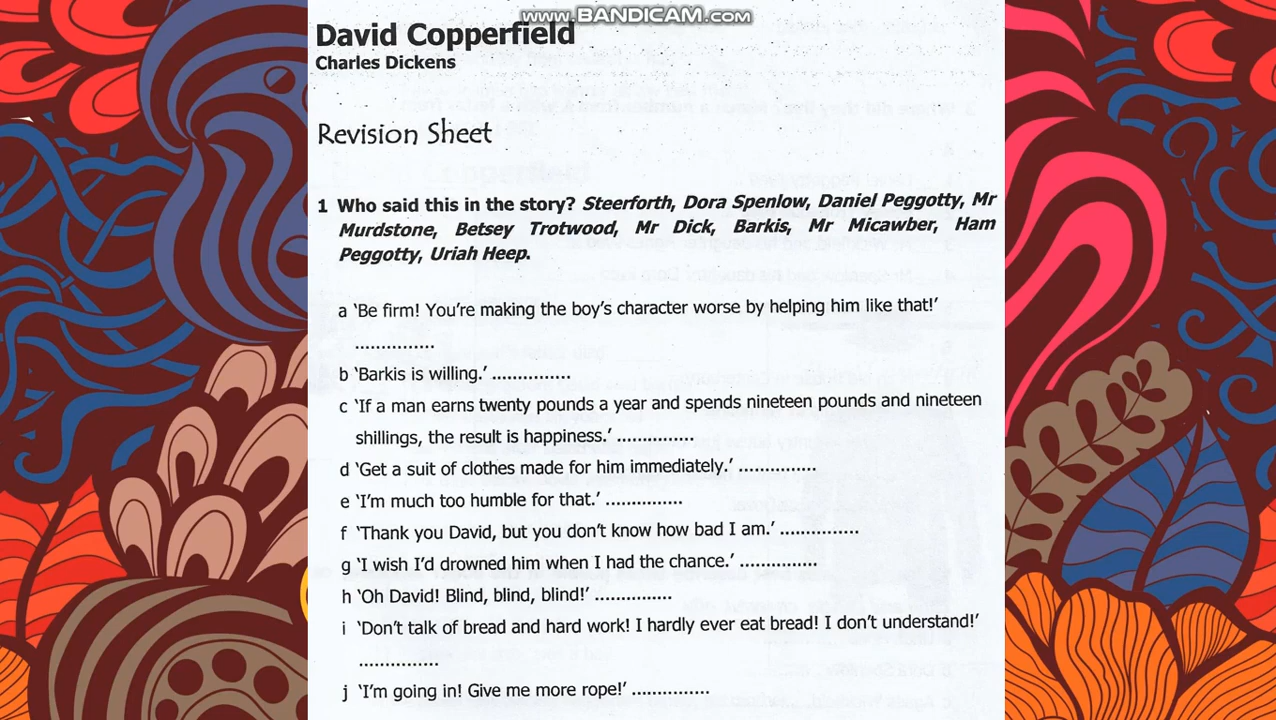 www.BANDICAM.com
David Copperfield
Charles Dickens
Revision Sheet
1 Who said this in the story? Steerforth, Dora Spenlow, Daniel Peggotty, Mr
Murdstone, Betsey Trotwood, Mr Dick, Barkis, Mr Micawber, Ham
Peggotty, Uriah Heep.
a ‘Be firm! You’re making the boy’s character worse by helping him like that!’
...............
b ‘Barkis is willing.’ ...............
c ‘If a man earns twenty pounds a year and spends nineteen pounds and nineteen
shillings, the result is happiness.’ ...............
d ‘Get a suit of clothes made for him immediately.’ ...............
e ‘I’m much too humble for that.’ ...............
f ‘Thank you David, but you don’t know how bad I am.’ ...............
g ‘I wish I’d drowned him when I had the chance.’ ...............
h ‘Oh David! Blind, blind, blind!’ ...............
i ‘Don’t talk of bread and hard work! I hardly ever eat bread! I don’t understand!’
...............
j ‘I’m going in! Give me more rope!’ ...............